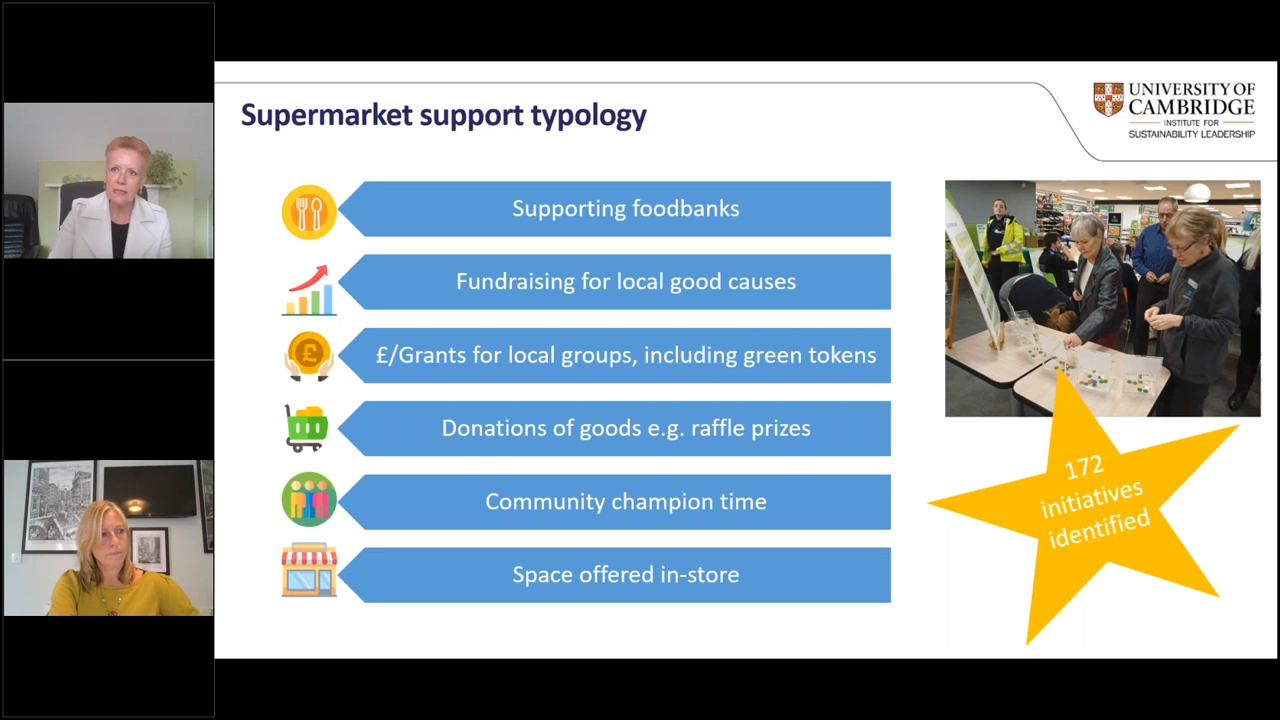 Supermarket support typology
UNIVERSITY OF
CAMBRIDGE
INSTITUTE FOR
SUSTAINABILITY LEADERSHIP
Supporting foodbanks
Fundraising for local good causes
£/Grants for local groups, including green tokens
Donations of goods e.g. raffle prizes
Community champion time
Space offered in-store
172
initiatives
identified